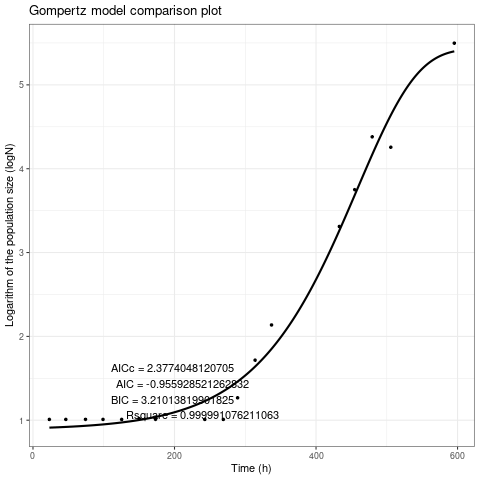 Gompertz model comparison plot
Logarithm of the population size (logN)
5
4
3
2
1
AICc = 2.3774048120705
AIC = -0.955928521262832
BIC = 3.21013819901825
Rsquare = 0.999991076211063
0 200 400 600
Time (h)